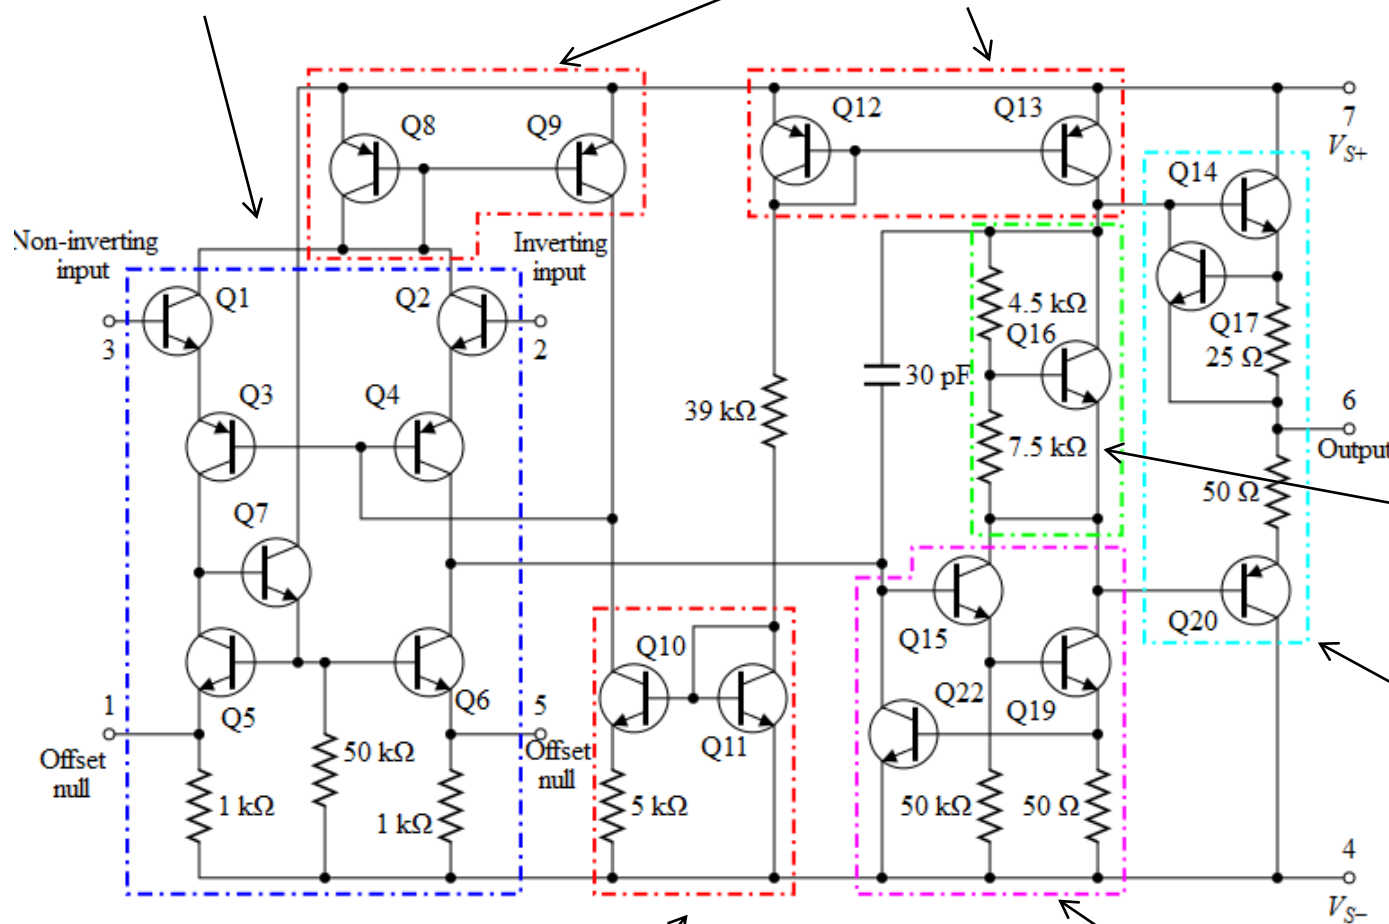 Q8
Q9
Q12
Q13
7
V_S+
Q14
Non-inverting
input
3
Q1
Q2
Inverting
input
2
Q17
25 Ω
4.5 kΩ
Q16
30 pF
Q3
Q4
39 kΩ
7.5 kΩ
6
Output
50 Ω
Q7
Q15
Q20
Q10
Q22
Q19
1
Offset
null
Q5
Q6
5
Offset
null
Q11
50 kΩ
1 kΩ
1 kΩ
5 kΩ
50 kΩ
50 Ω
4
V_S−